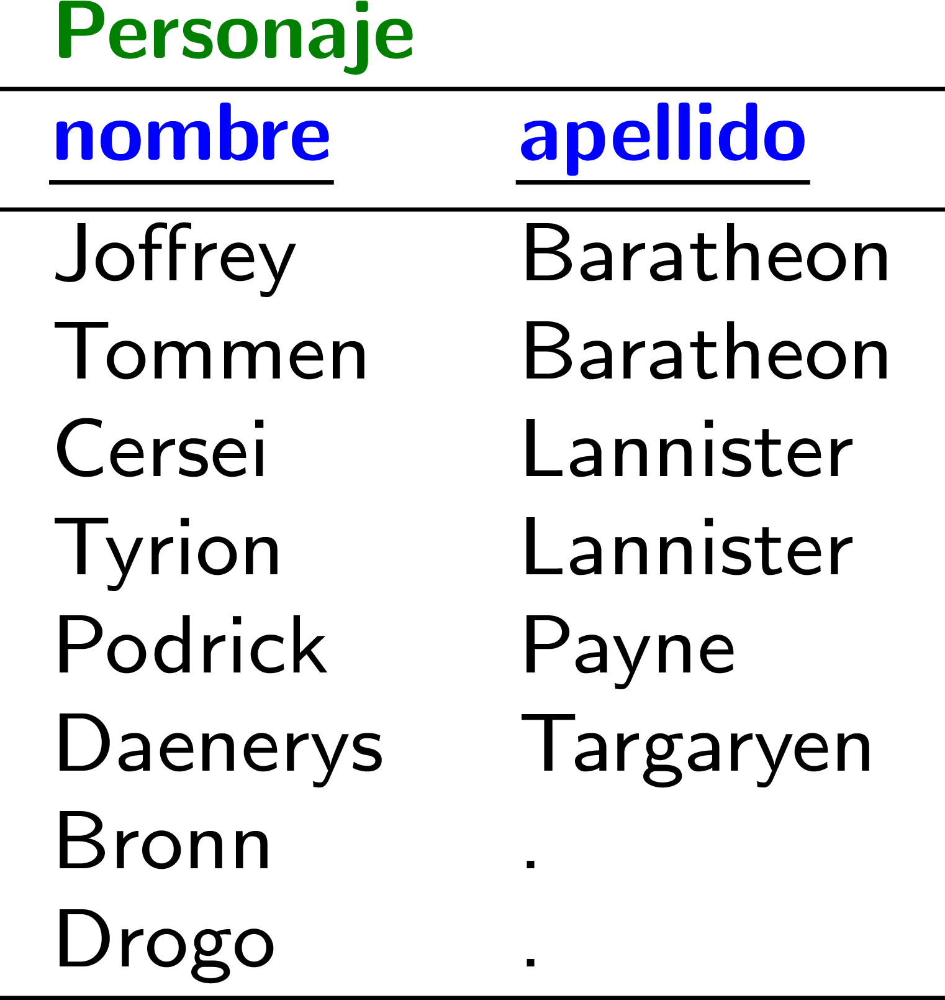 Personaje
nombre apellido
Joffrey Baratheon
Tommen Baratheon
Cersei Lannister
Tyrion Lannister
Podrick Payne
Daenerys Targaryen
Bronn .
Drogo .